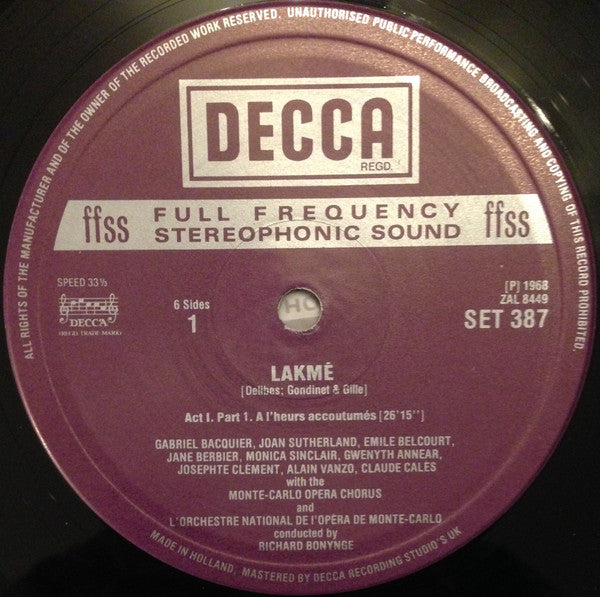 ALL RIGHTS OF THE MANUFACTURER AND OF THE OWNER OF THE RECORDED WORK RESERVED. UNAUTHORISED PUBLIC PERFORMANCE BROADCASTING AND COPYING OF THIS RECORD PROHIBITED.
DECCA
REGD.
ffss FULL FREQUENCY STEREOPHONIC SOUND ffss
SPEED 33⅓
DECCA
(REGD. TRADE MARK)
6 Sides
1
[P] 1968
ZAL 8449
SET 387
LAKMÉ
[Delibes; Gondinet & Gille]
Act I. Part 1. A l'heurs accoutumés [26'15'']
GABRIEL BACQUIER, JOAN SUTHERLAND, EMILE BELCOURT,
JANE BERBIER, MONICA SINCLAIR, GWENYTH ANNEAR,
JOSEPHTE CLÉMENT, ALAIN VANZO, CLAUDE CALÈS
with the
MONTE-CARLO OPERA CHORUS
and
L'ORCHESTRE NATIONAL DE l'OPÉRA DE MONTE-CARLO
conducted by
RICHARD BONYNGE
MADE IN HOLLAND, MASTERED BY DECCA RECORDING STUDIO'S UK